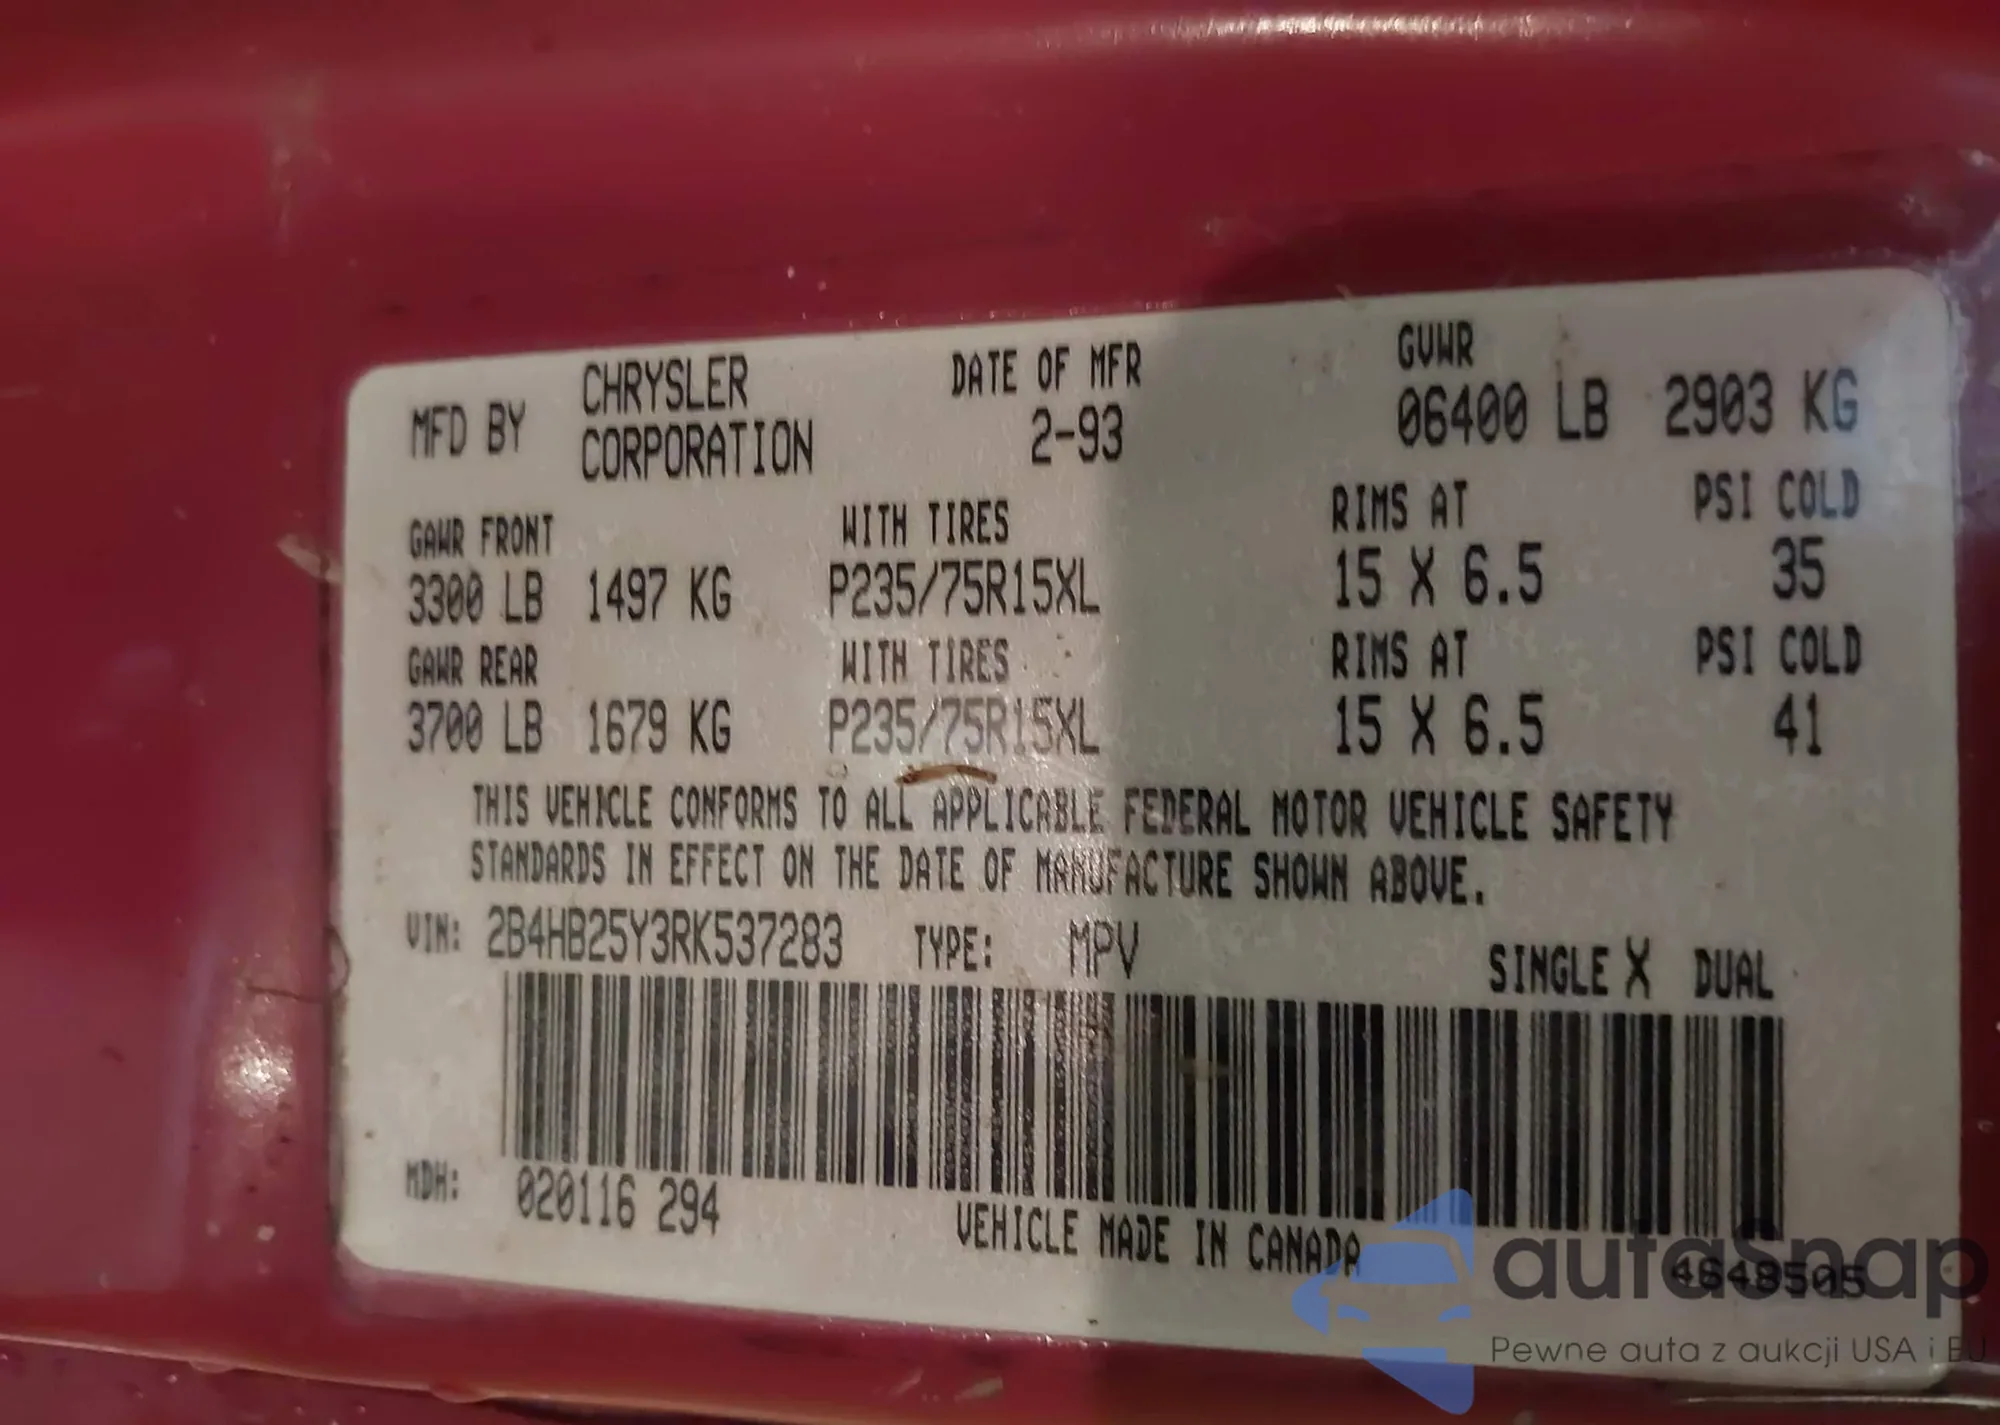 MFD BY CHRYSLER CORPORATION DATE OF MFR 2-93 GVWR 06400 LB 2903 KG
GAWR FRONT WITH TIRES RIMS AT PSI COLD
3300 LB 1497 KG P235/75R15XL 15 X 6.5 35
GAWR REAR WITH TIRES RIMS AT PSI COLD
3700 LB 1679 KG P235/75R15XL 15 X 6.5 41
THIS VEHICLE CONFORMS TO ALL APPLICABLE FEDERAL MOTOR VEHICLE SAFETY
STANDARDS IN EFFECT ON THE DATE OF MANUFACTURE SHOWN ABOVE.
VIN: 2B4HB25Y3RK537283 TYPE: MPV SINGLE X DUAL
MDH: 020116 294
VEHICLE MADE IN CANADA
4648505
autasnap
Pewne auta z aukcji USA i EU